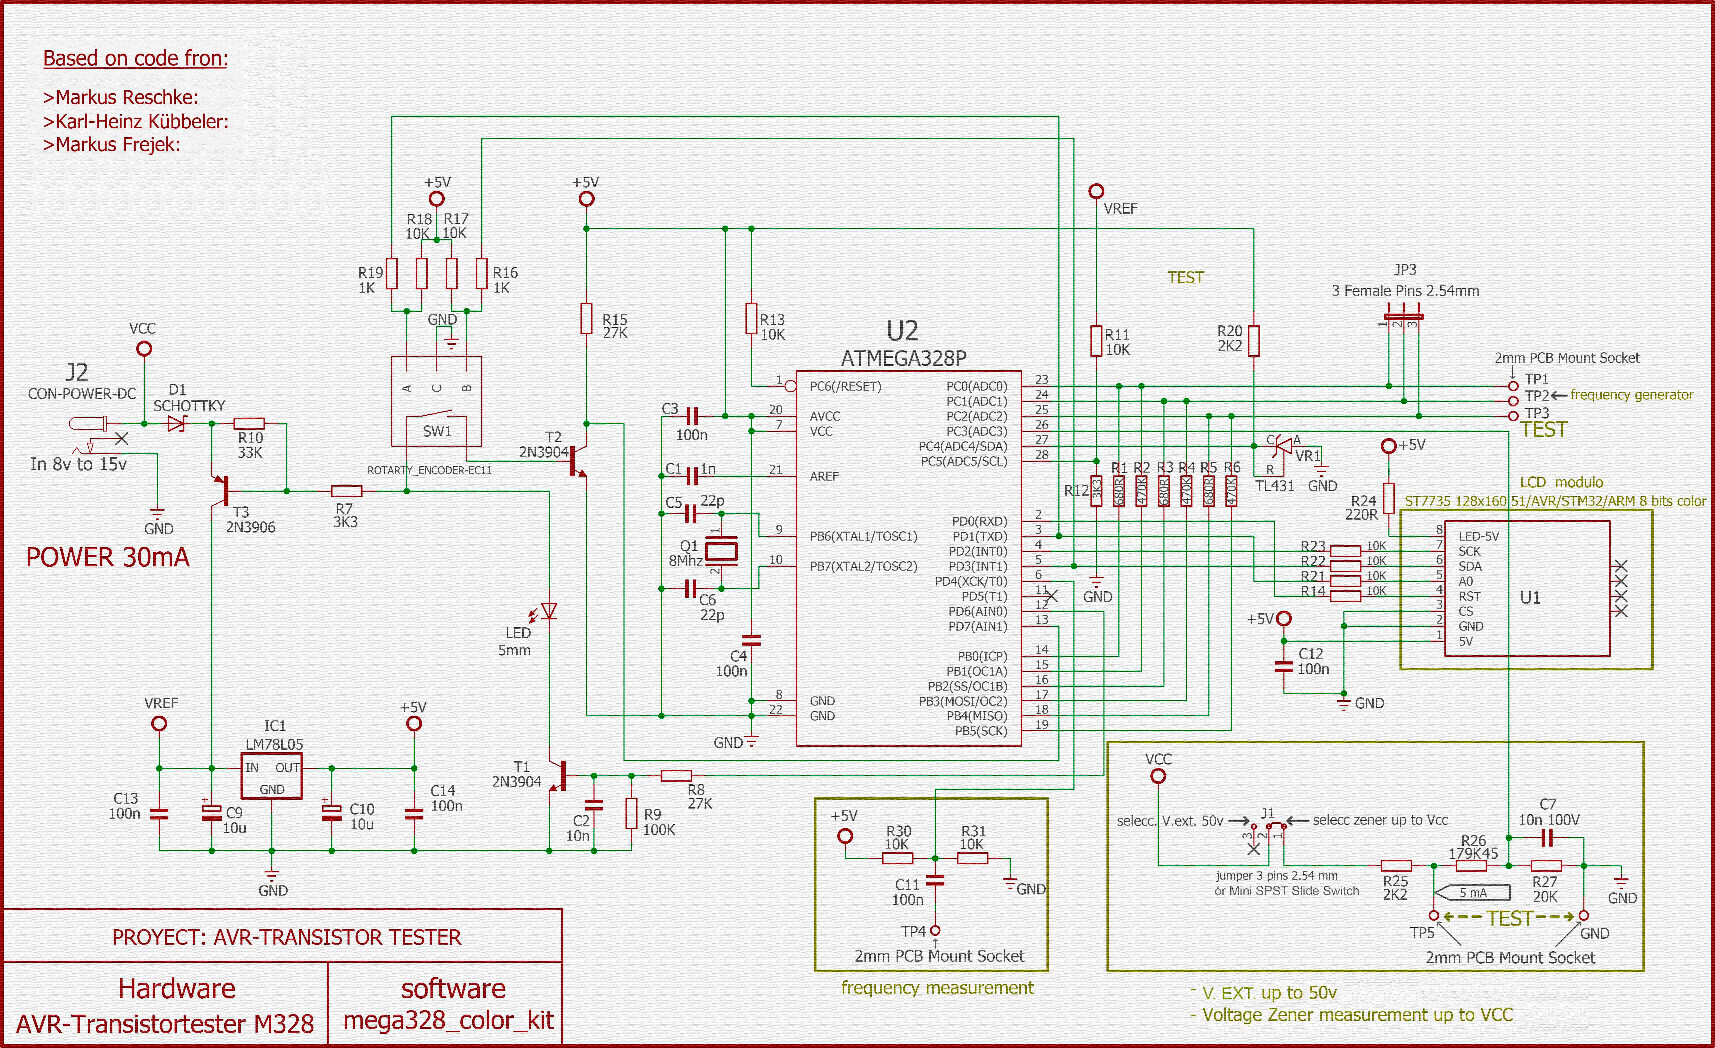 Based on code fron:
>Markus Reschke:
>Karl-Heinz Kübbeler:
>Markus Frejek:
+5V
R18
10K
R17
10K
R19
1K
R16
1K
GND
A
C
B
SW1
ROTARTY_ENCODER-EC11
+5V
R15
27K
R13
10K
VREF
R11
10K
TEST
R20
2K2
JP3
3 Female Pins 2.54mm
1
2
3
2mm PCB Mount Socket
TP1
TP2
frequency generator
TP3
TEST
VCC
J2
CON-POWER-DC
D1
SCHOTTKY
R10
33K
In 8v to 15v
GND
T3
2N3906
R7
3K3
POWER 30mA
T2
2N3904
LED
5mm
C3
100n
C1
1n
C5
22p
Q1
8Mhz
1
2
C6
22p
C4
100n
GND
U2
ATMEGA328P
1
PC6(/RESET)
20
AVCC
7
VCC
21
AREF
9
PB6(XTAL1/TOSC1)
10
PB7(XTAL2/TOSC2)
8
GND
22
GND
PC0(ADC0)
23
PC1(ADC1)
24
PC2(ADC2)
25
PC3(ADC3)
26
PC4(ADC4/SDA)
27
PC5(ADC5/SCL)
28
PD0(RXD)
2
PD1(TXD)
3
PD2(INT0)
4
PD3(INT1)
5
PD4(XCK/T0)
6
PD5(T1)
11
PD6(AIN0)
12
PD7(AIN1)
13
PB0(ICP)
14
PB1(OC1A)
15
PB2(SS/OC1B)
16
PB3(MOSI/OC2)
17
PB4(MISO)
18
PB5(SCK)
19
R12
3K3
GND
R1
680R
R2
470K
R3
680R
R4
470K
R5
680R
R6
470K
C
A
R
VR1
TL431
GND
+5V
R24
220R
LCD modulo
ST7735 128x160 51/AVR/STM32/ARM 8 bits color
R23
10K
R22
10K
R21
10K
R14
10K
8
LED-5V
7
SCK
6
SDA
5
A0
4
RST
3
CS
2
GND
1
5V
U1
+5V
C12
100n
GND
VREF
IC1
LM78L05
IN
OUT
GND
+5V
C13
100n
+
C9
10u
+
C10
10u
C14
100n
GND
T1
2N3904
C2
10n
R9
100K
R8
27K
+5V
R30
10K
R31
10K
GND
C11
100n
TP4
2mm PCB Mount Socket
frequency measurement
VCC
selecc. V.ext. 50v
J1
3
2
1
selecc zener up to Vcc
jumper 3 pins 2.54 mm
ór Mini SPST Slide Switch
C7
10n 100V
R26
179K45
R25
2K2
5 mA
R27
20K
GND
TP5
TEST
GND
2mm PCB Mount Socket
- V. EXT. up to 50v
- Voltage Zener measurement up to VCC
PROYECT: AVR-TRANSISTOR TESTER
Hardware
AVR-Transistortester M328
software
mega328_color_kit